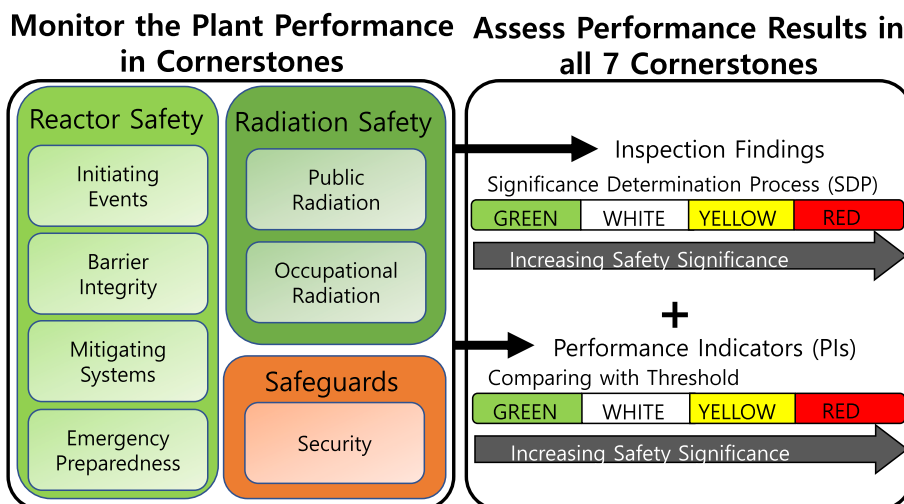 Monitor the Plant Performance
in Cornerstones
Reactor Safety
Initiating
Events
Barrier
Integrity
Mitigating
Systems
Emergency
Preparedness
Radiation Safety
Public
Radiation
Occupational
Radiation
Safeguards
Security
Assess Performance Results in
all 7 Cornerstones
Inspection Findings
Significance Determination Process (SDP)
GREEN WHITE YELLOW RED
Increasing Safety Significance
+
Performance Indicators (PIs)
Comparing with Threshold
GREEN WHITE YELLOW RED
Increasing Safety Significance